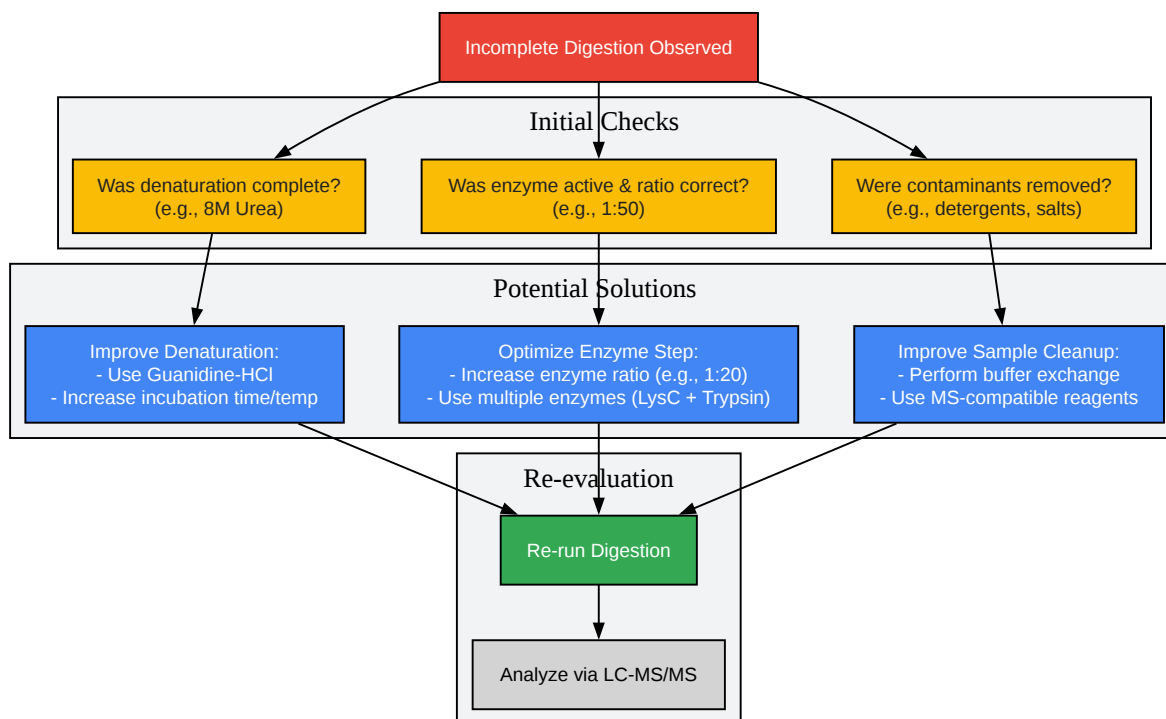 Incomplete Digestion Observed
Initial Checks
Was denaturation complete?
(e.g., 8M Urea)
Was enzyme active & ratio correct?
(e.g., 1:50)
Were contaminants removed?
(e.g., detergents, salts)
Potential Solutions
Improve Denaturation:
- Use Guanidine-HCl
- Increase incubation time/temp
Optimize Enzyme Step:
- Increase enzyme ratio (e.g., 1:20)
- Use multiple enzymes (LysC + Trypsin)
Improve Sample Cleanup:
- Perform buffer exchange
- Use MS-compatible reagents
Re-evaluation
Re-run Digestion
Analyze via LC-MS/MS